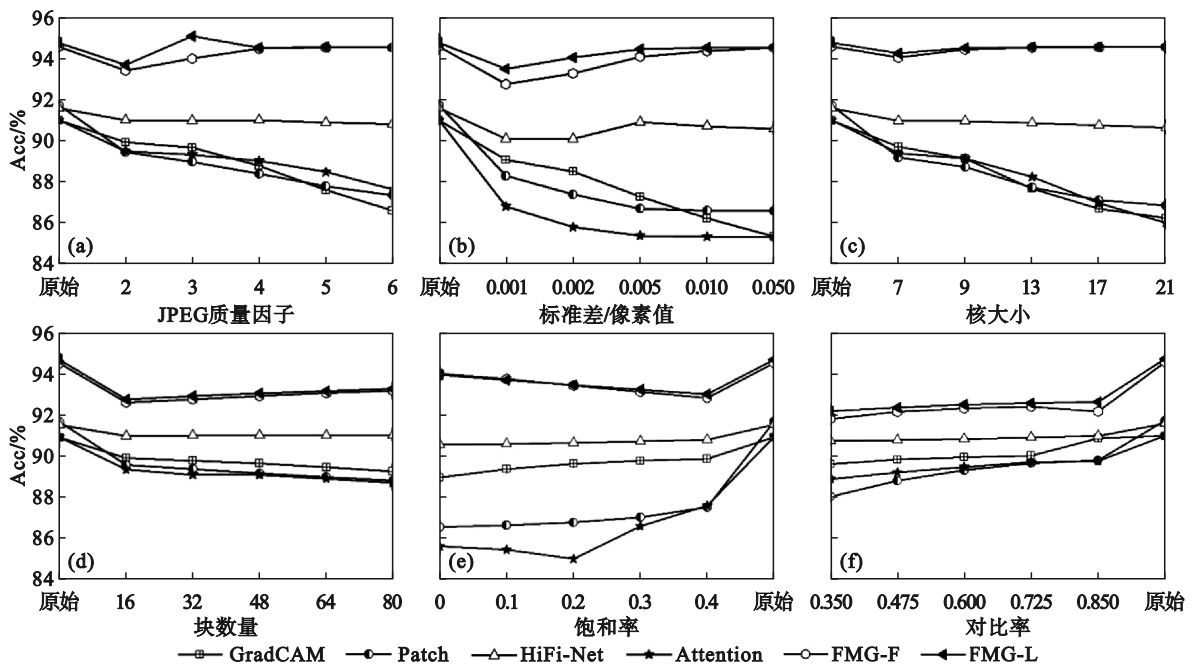 96
94
92
90
88
86
84
Acc/%
(a)
原始 2 3 4 5 6
JPEG质量因子
(b)
原始 0.001 0.002 0.005 0.010 0.050
标准差/像素值
(c)
原始 7 9 13 17 21
核大小
96
94
92
90
88
86
84
Acc/%
(d)
原始 16 32 48 64 80
块数量
(e)
0 0.1 0.2 0.3 0.4 原始
饱和率
(f)
0.350 0.475 0.600 0.725 0.850 原始
对比率
GradCAM Patch HiFi-Net Attention FMG-F FMG-L